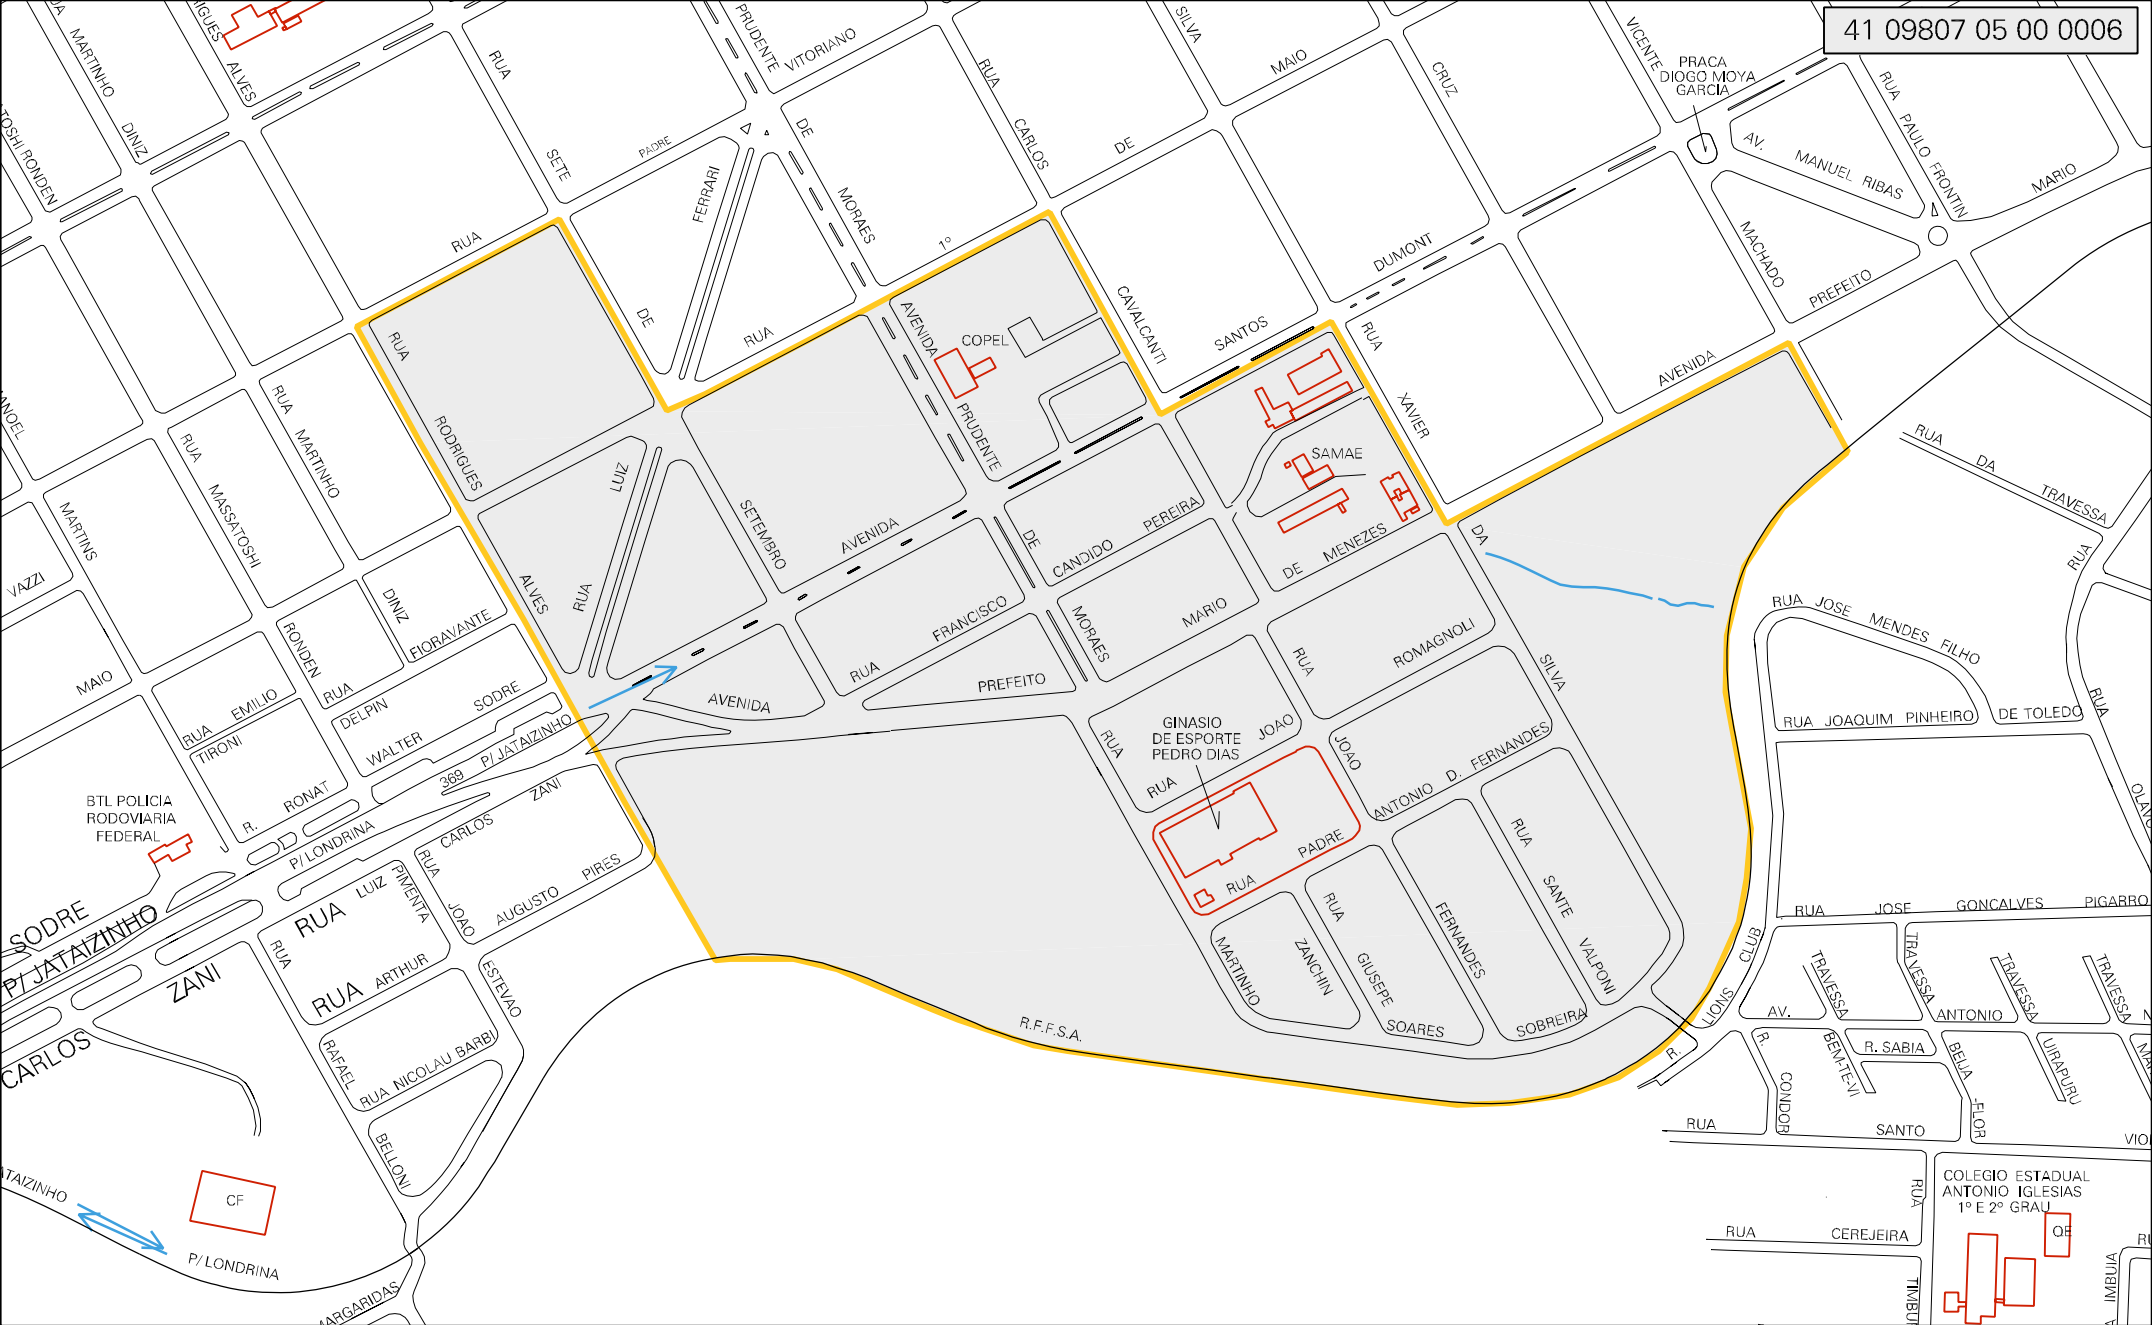 41 09807 05 00 0006
MARTINHO
DINIZ
ALVES
RUA
SETE
PRUDENTE
VITORIANO
RUA
CARLOS
SILVA
MAIO
CRUZ
VICENTE
PRACA
DIOGO MOYA
GARCIA
RUA
PAULO FRONTIN
AV.
MANUEL RIBAS
MARIO
PADRE
DE
MORAES
DE
FERRARI
RUA
1º
DE
RUA
CAVALCANTI
SANTOS
DUMONT
MACHADO
PREFEITO
AVENIDA
RUA
XAVIER
RUA
RODRIGUES
AVENIDA
PRUDENTE
COPEL
SAMAE
RUA
MARTINHO
RUA
MASSATOSHI
MARTINS
VAZZI
MAIO
RONDEN
DINIZ
FIORAVANTE
RUA
EMILIO
RUA
TIRONI
DELPIN
WALTER
SODRE
R.
RONAT
LUIZ
RUA
ALVES
SETEMBRO
AVENIDA
DE
CANDIDO
PEREIRA
DE
MENEZES
DA
RUA
FRANCISCO
MORAES
MARIO
RUA
ROMAGNOLI
SILVA
AVENIDA
PREFEITO
369
P/ JATAIZINHO
P/ LONDRINA
GINASIO
DE ESPORTE
PEDRO DIAS
RUA
JOAO
RUA
JOAO
ANTONIO
D.
FERNANDES
RUA
PADRE
RUA
SANTE
VALPONI
RUA
GIUSEPE
ZANCHIN
MARTINHO
FERNANDES
SOARES
SOBREIRA
R.F.F.S.A.
RUA
DA
TRAVESSA
RUA
RUA
JOSE
MENDES
FILHO
RUA
JOAQUIM
PINHEIRO
DE TOLEDO
RUA
RUA
JOSE
GONCALVES
PIGARRO
R.
LIONS
CLUB
TRAVESSA
TRAVESSA
TRAVESSA
TRAVESSA
AV.
ANTONIO
R.
CONDOR
BEM-TE-VI
R. SABIA
BEIJA
-FLOR
UIRAPURU
RUA
SANTO
RUA
CEREJEIRA
RUA
COLEGIO ESTADUAL
ANTONIO IGLESIAS
1º E 2º GRAU
QE
IMBUIA
BTL POLICIA
RODOVIARIA
FEDERAL
SODRE
P/ JATAIZINHO
ZANI
CARLOS
RUA
LUIZ
PIMENTA
RUA
JOAO
CARLOS
ZANI
AUGUSTO
PIRES
RUA
RUA
ARTHUR
ESTEVAO
RAFAEL
RUA NICOLAU BARBI
BELLONI
CF
P/ LONDRINA